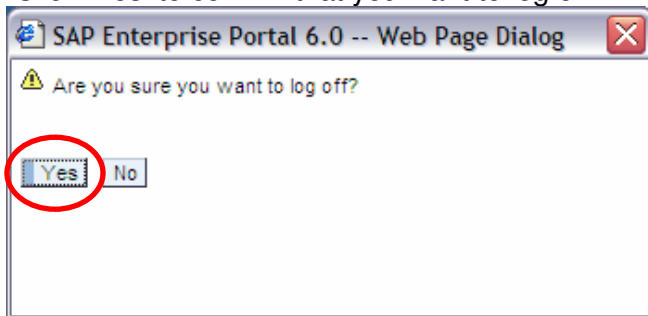 SAP Enterprise Portal 6.0 -- Web Page Dialog
Are you sure you want to log off?
Yes No